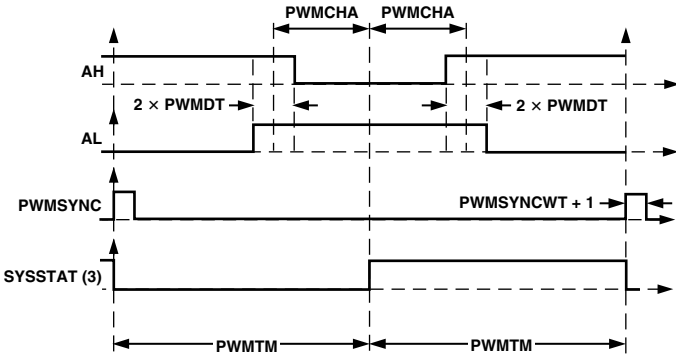 PWMCHA PWMCHA
AH
2 × PWMDT 2 × PWMDT
AL
PWMSYNC PWMSYNCWT + 1
SYSSTAT (3)
PWMTM PWMTM